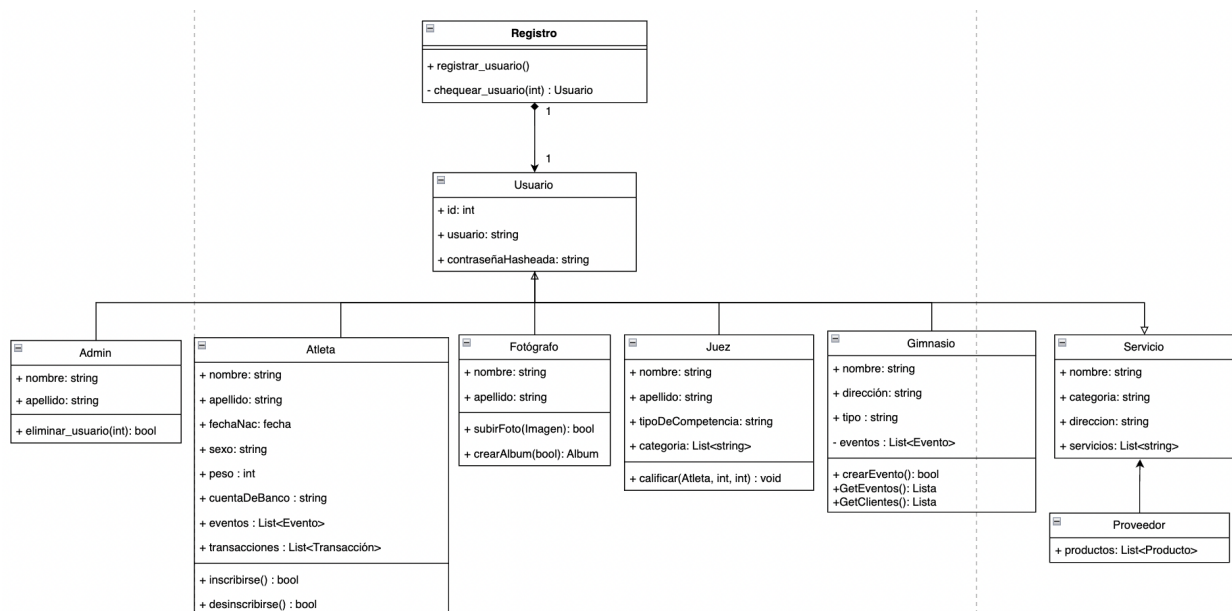 Registro
+ registrar_usuario()
- chequear_usuario(int) : Usuario
1
1
Usuario
+ id: int
+ usuario: string
+ contraseñaHasheada: string
Admin
+ nombre: string
+ apellido: string
+ eliminar_usuario(int): bool
Atleta
+ nombre: string
+ apellido: string
+ fechaNac: fecha
+ sexo: string
+ peso : int
+ cuentaDeBanco : string
+ eventos : List<Evento>
+ transacciones : List<Transacción>
+ inscribirse() : bool
+ desinscribirse() : bool
Fotógrafo
+ nombre: string
+ apellido: string
+ subirFoto(Imagen): bool
+ crearAlbum(bool): Album
Juez
+ nombre: string
+ apellido: string
+ tipoDeCompetencia: string
+ categoria: List<string>
+ calificar(Atleta, int, int) : void
Gimnasio
+ nombre: string
+ dirección: string
+ tipo : string
- eventos : List<Evento>
+ crearEvento(): bool
+GetEventos(): Lista
+GetClientes(): Lista
Servicio
+ nombre: string
+ categoria: string
+ direccion: string
+ servicios: List<string>
Proveedor
+ productos: List<Producto>